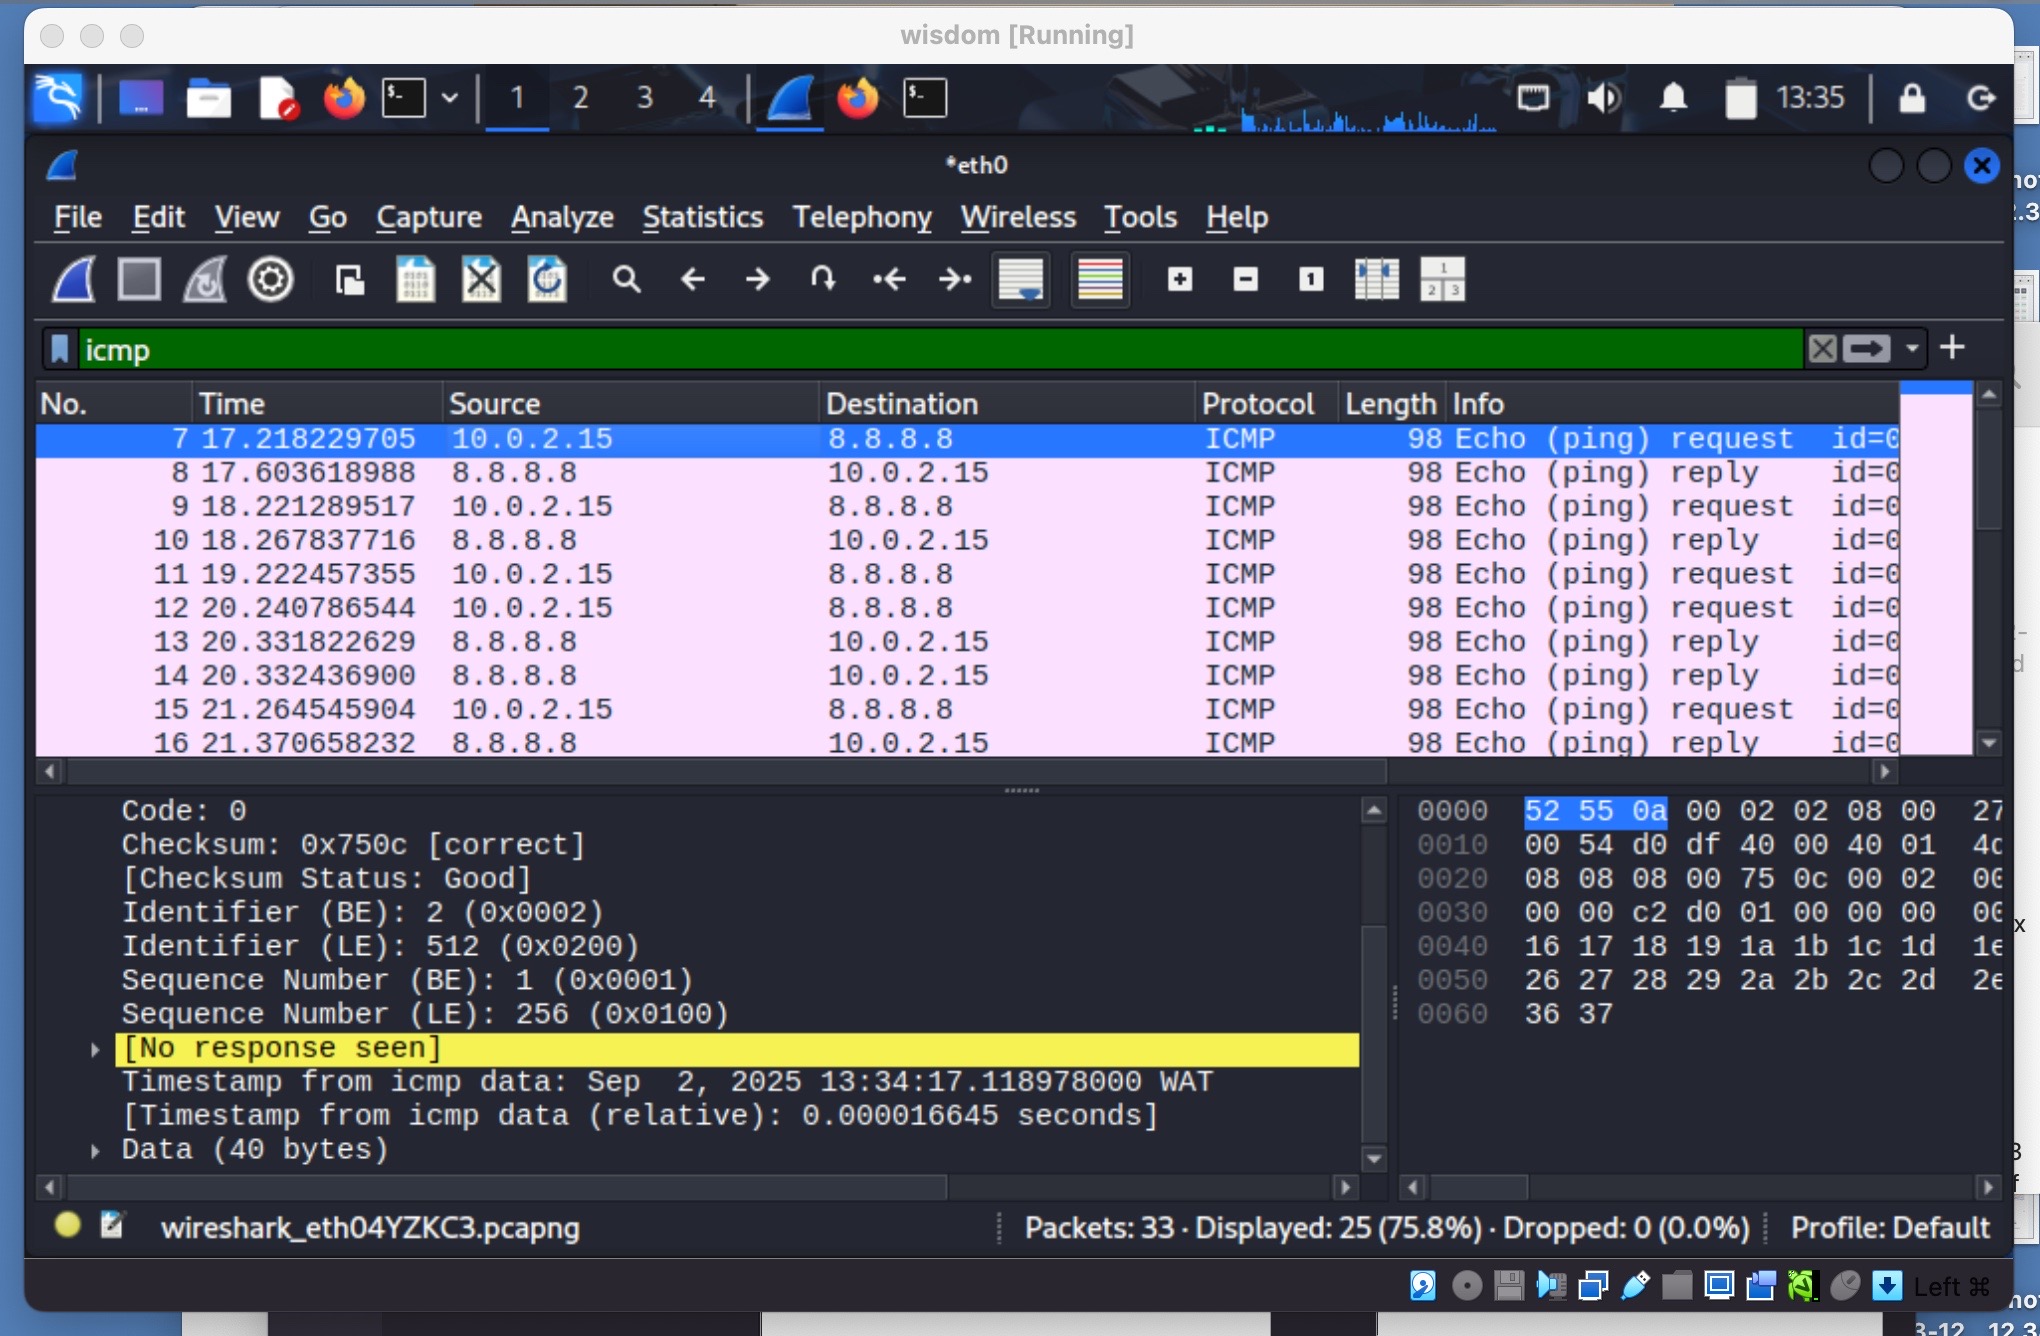 wisdom [Running]
1 2 3 4 13:35
*eth0
File Edit View Go Capture Analyze Statistics Telephony Wireless Tools Help
icmp
No. Time Source Destination Protocol Length Info
7 17.218229705 10.0.2.15 8.8.8.8 ICMP 98 Echo (ping) request id=0
8 17.603618988 8.8.8.8 10.0.2.15 ICMP 98 Echo (ping) reply id=0
9 18.221289517 10.0.2.15 8.8.8.8 ICMP 98 Echo (ping) request id=0
10 18.267837716 8.8.8.8 10.0.2.15 ICMP 98 Echo (ping) reply id=0
11 19.222457355 10.0.2.15 8.8.8.8 ICMP 98 Echo (ping) request id=0
12 20.240786544 10.0.2.15 8.8.8.8 ICMP 98 Echo (ping) request id=0
13 20.331822629 8.8.8.8 10.0.2.15 ICMP 98 Echo (ping) reply id=0
14 20.332436900 8.8.8.8 10.0.2.15 ICMP 98 Echo (ping) reply id=0
15 21.264545904 10.0.2.15 8.8.8.8 ICMP 98 Echo (ping) request id=0
16 21.370658232 8.8.8.8 10.0.2.15 ICMP 98 Echo (ping) reply id=0
Code: 0
Checksum: 0x750c [correct]
[Checksum Status: Good]
Identifier (BE): 2 (0x0002)
Identifier (LE): 512 (0x0200)
Sequence Number (BE): 1 (0x0001)
Sequence Number (LE): 256 (0x0100)
[No response seen]
Timestamp from icmp data: Sep  2, 2025 13:34:17.118978000 WAT
[Timestamp from icmp data (relative): 0.000016645 seconds]
Data (40 bytes)
0000 52 55 0a 00 02 02 08 00 27
0010 00 54 d0 df 40 00 40 01
0020 08 08 08 00 75 0c 00 02
0030 00 00 c2 d0 01 00 00 00
0040 16 17 18 19 1a 1b 1c 1d 1e
0050 26 27 28 29 2a 2b 2c 2d 2e
0060 36 37
wireshark_eth04YZKC3.pcapng
Packets: 33 · Displayed: 25 (75.8%) · Dropped: 0 (0.0%)
Profile: Default
Left ⌘